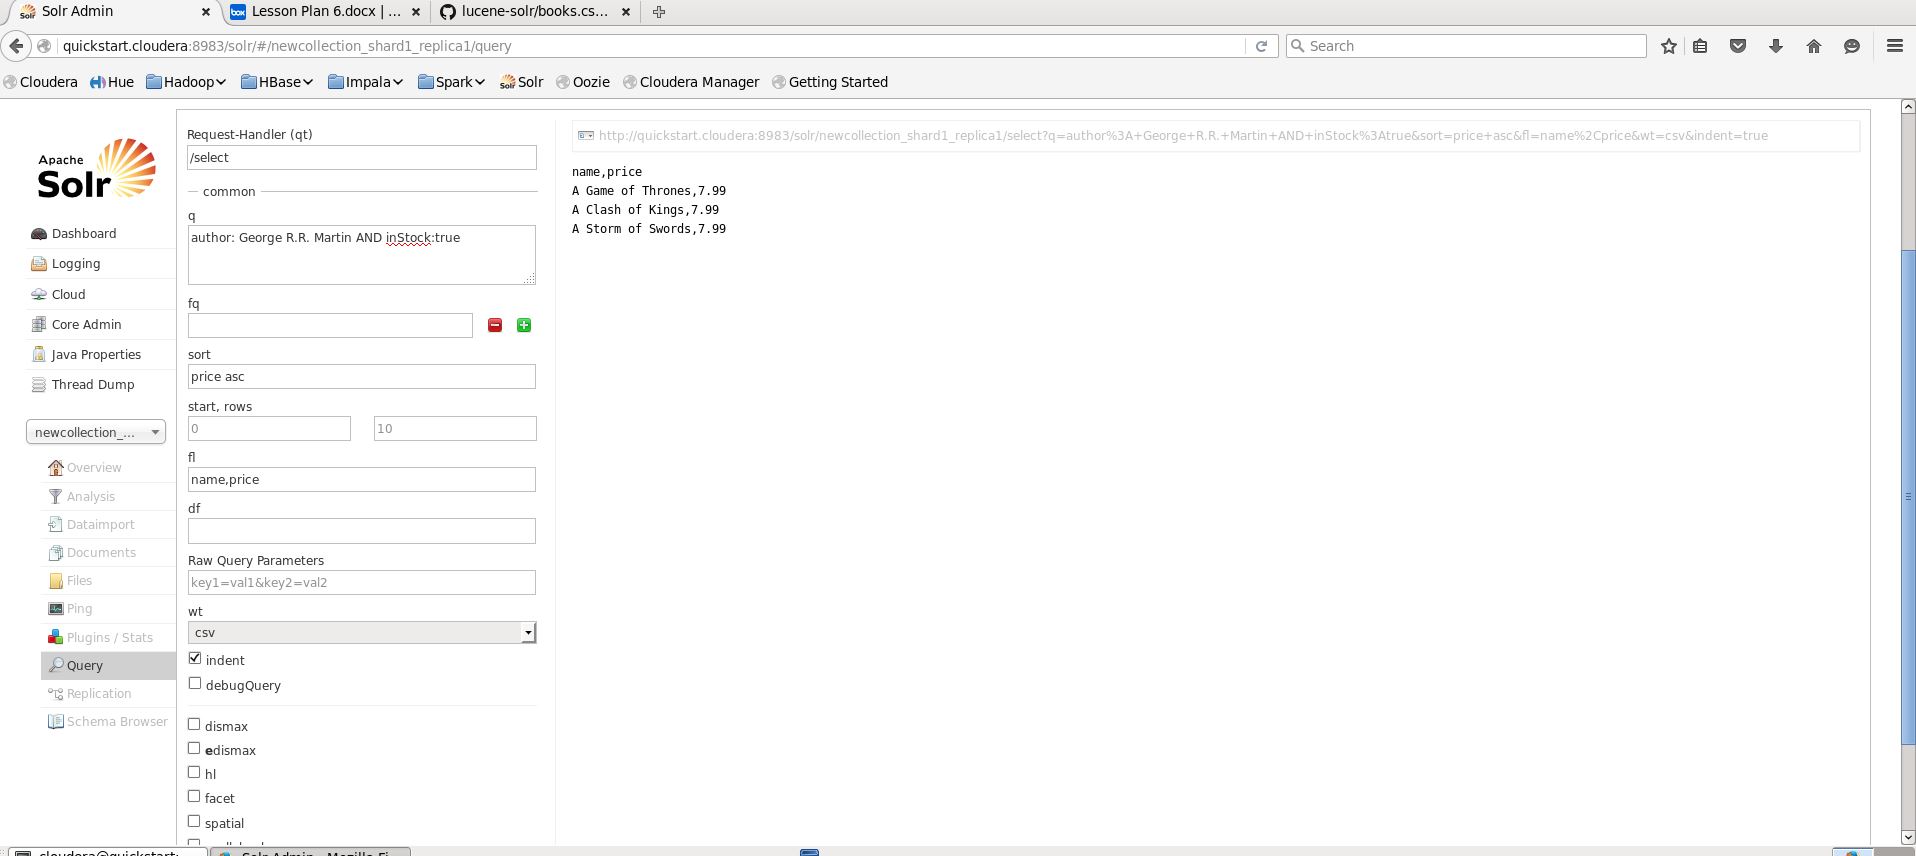 Solr Admin
Lesson Plan 6.docx | ...
lucene-solr/books.cs...
quickstart.cloudera:8983/solr/#/newcollection_shard1_replica1/query
Search
Cloudera Hue Hadoop HBase Impala Spark Solr Oozie Cloudera Manager Getting Started
Apache
Solr
Dashboard
Logging
Cloud
Core Admin
Java Properties
Thread Dump
newcollection_...
Overview
Analysis
Dataimport
Documents
Files
Ping
Plugins / Stats
Query
Replication
Schema Browser
Request-Handler (qt)
/select
common
q
author: George R.R. Martin AND inStock:true
fq
sort
price asc
start, rows
0 10
fl
name,price
df
Raw Query Parameters
key1=val1&key2=val2
wt
csv
indent
debugQuery
dismax
edismax
hl
facet
spatial
http://quickstart.cloudera:8983/solr/newcollection_shard1_replica1/select?q=author%3A+George+R.R.+Martin+AND+inStock%3Atrue&sort=price+asc&fl=name%2Cprice&wt=csv&indent=true
name,price
A Game of Thrones,7.99
A Clash of Kings,7.99
A Storm of Swords,7.99
cloudera@quickstart:
Solr Admin - Mozilla Fi